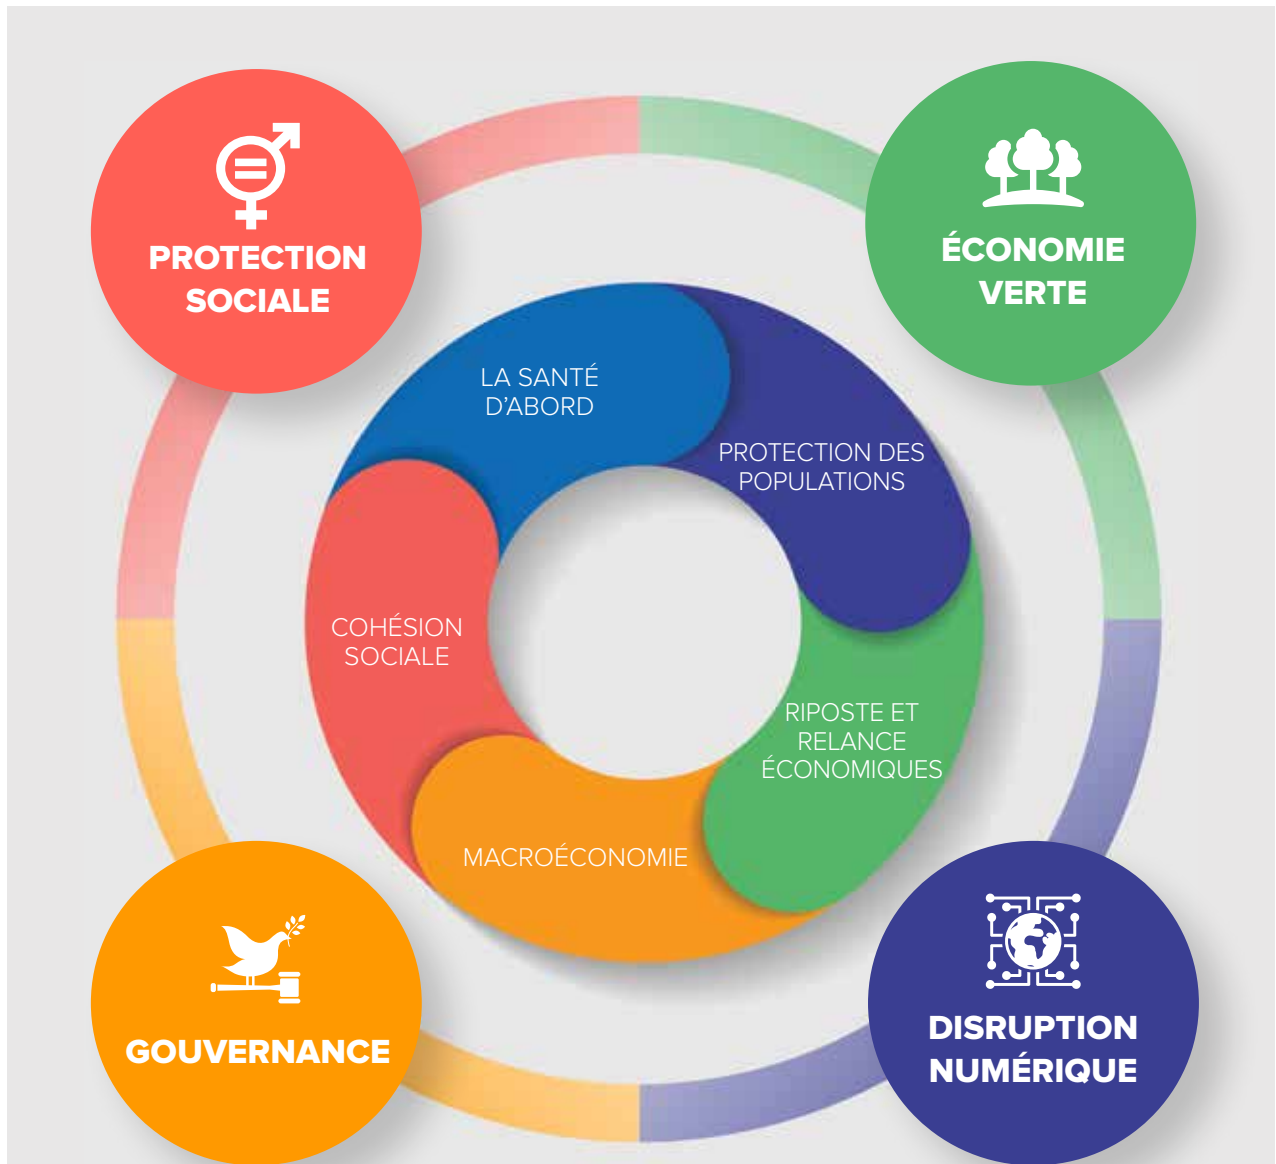 PROTECTION
SOCIALE
ÉCONOMIE
VERTE
LA SANTÉ
D'ABORD
PROTECTION DES
POPULATIONS
COHÉSION
SOCIALE
RIPOSTE ET
RELANCE
ÉCONOMIQUES
MACROÉCONOMIE
GOUVERNANCE
DISRUPTION
NUMÉRIQUE